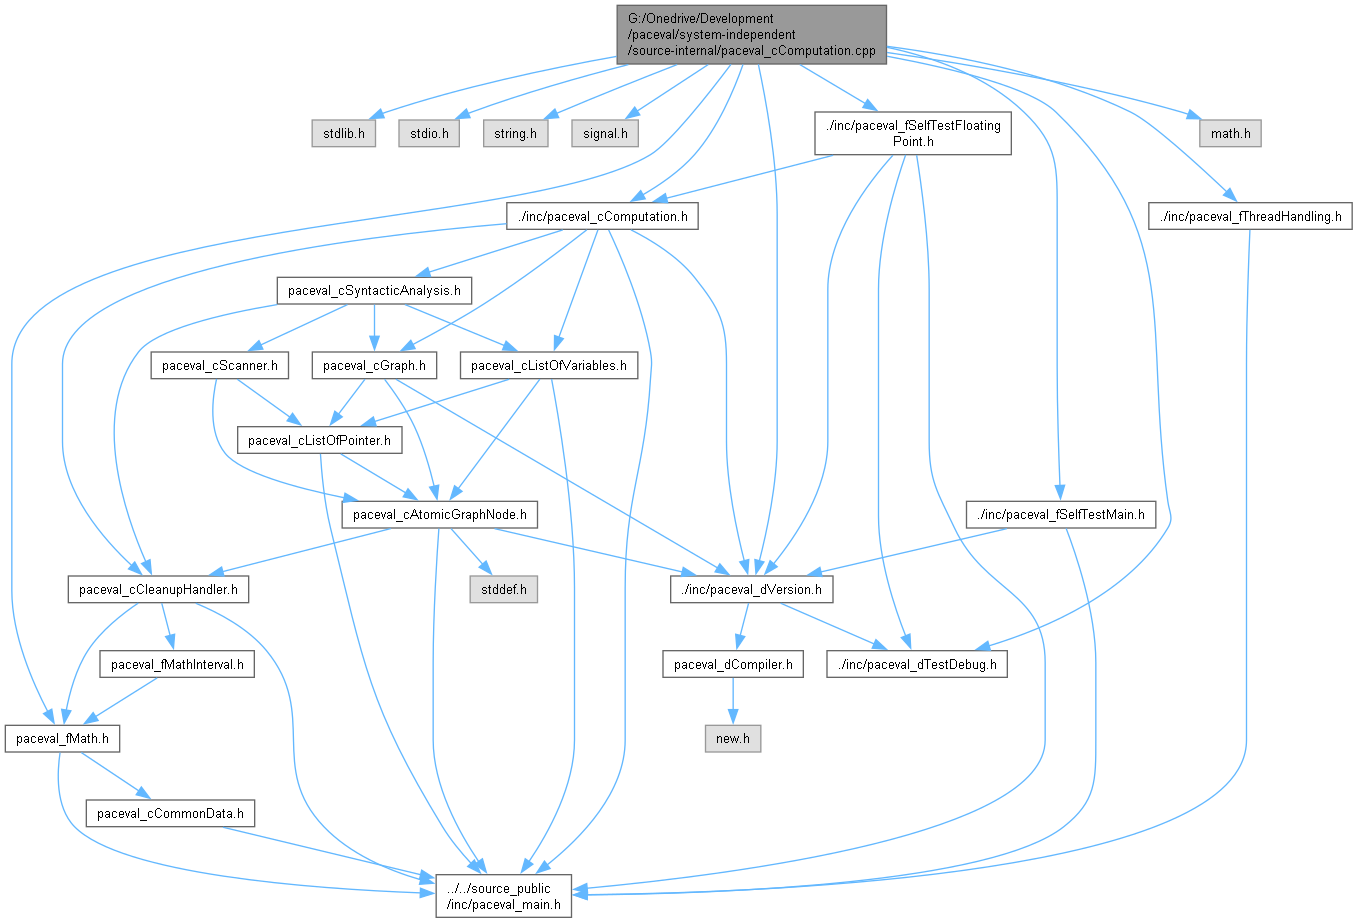 G:/Onedrive/Development
/paceval/system-independent
/source-internal/paceval_cComputation.cpp
stdlib.h
stdio.h
string.h
signal.h
./inc/paceval_fSelfTestFloating
Point.h
math.h
./inc/paceval_cComputation.h
./inc/paceval_fThreadHandling.h
paceval_cSyntacticAnalysis.h
paceval_cScanner.h
paceval_cGraph.h
paceval_cListOfVariables.h
paceval_cListOfPointer.h
paceval_cAtomicGraphNode.h
./inc/paceval_fSelfTestMain.h
paceval_cCleanupHandler.h
stddef.h
./inc/paceval_dVersion.h
paceval_fMathInterval.h
paceval_dCompiler.h
./inc/paceval_dTestDebug.h
paceval_fMath.h
new.h
paceval_cCommonData.h
../../source_public
/inc/paceval_main.h